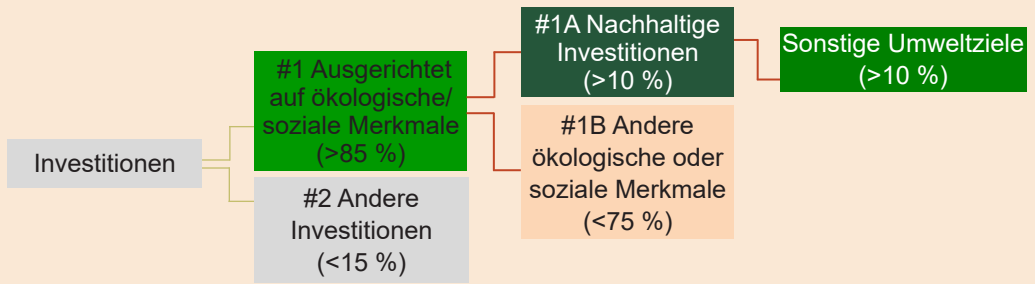 Investitionen
#1 Ausgerichtet
auf ökologische/
soziale Merkmale
(>85 %)
#2 Andere
Investitionen
(<15 %)
#1A Nachhaltige
Investitionen
(>10 %)
#1B Andere
ökologische oder
soziale Merkmale
(<75 %)
Sonstige Umweltziele
(>10 %)